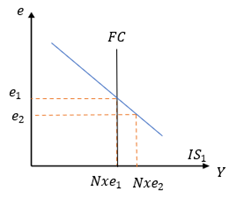 e
FC
e₁
e₂
IS₁
Nxe₁ Nxe₂ Y